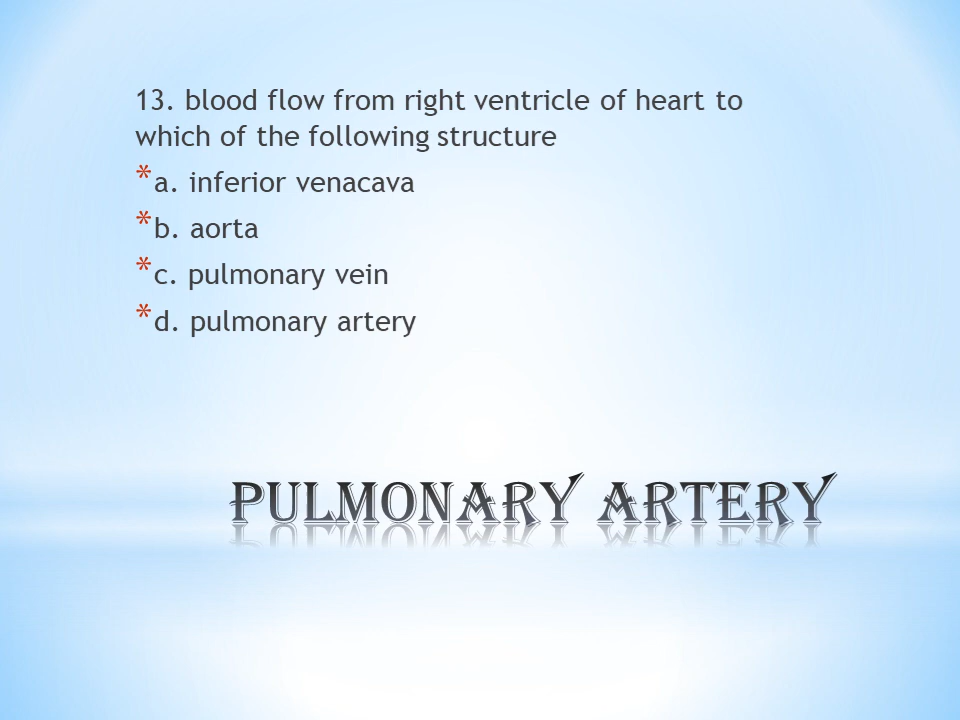 13. blood flow from right ventricle of heart to
which of the following structure
*a. inferior venacava
*b. aorta
*c. pulmonary vein
*d. pulmonary artery
PULMONARY ARTERY